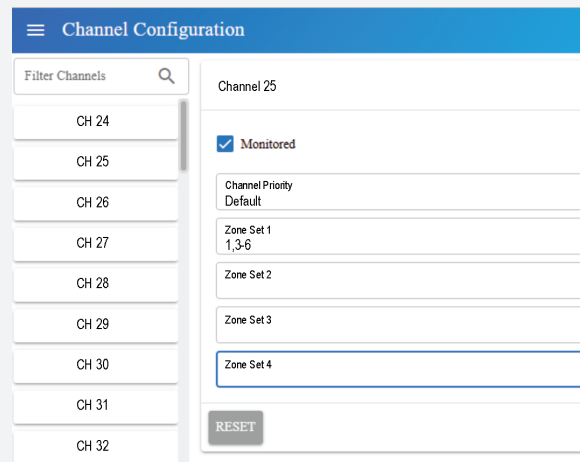 Channel Configuration
Filter Channels
CH 24
CH 25
CH 26
CH 27
CH 28
CH 29
CH 30
CH 31
CH 32
Channel 25
Monitored
Channel Priority
Default
Zone Set 1
1,3-6
Zone Set 2
Zone Set 3
Zone Set 4
RESET